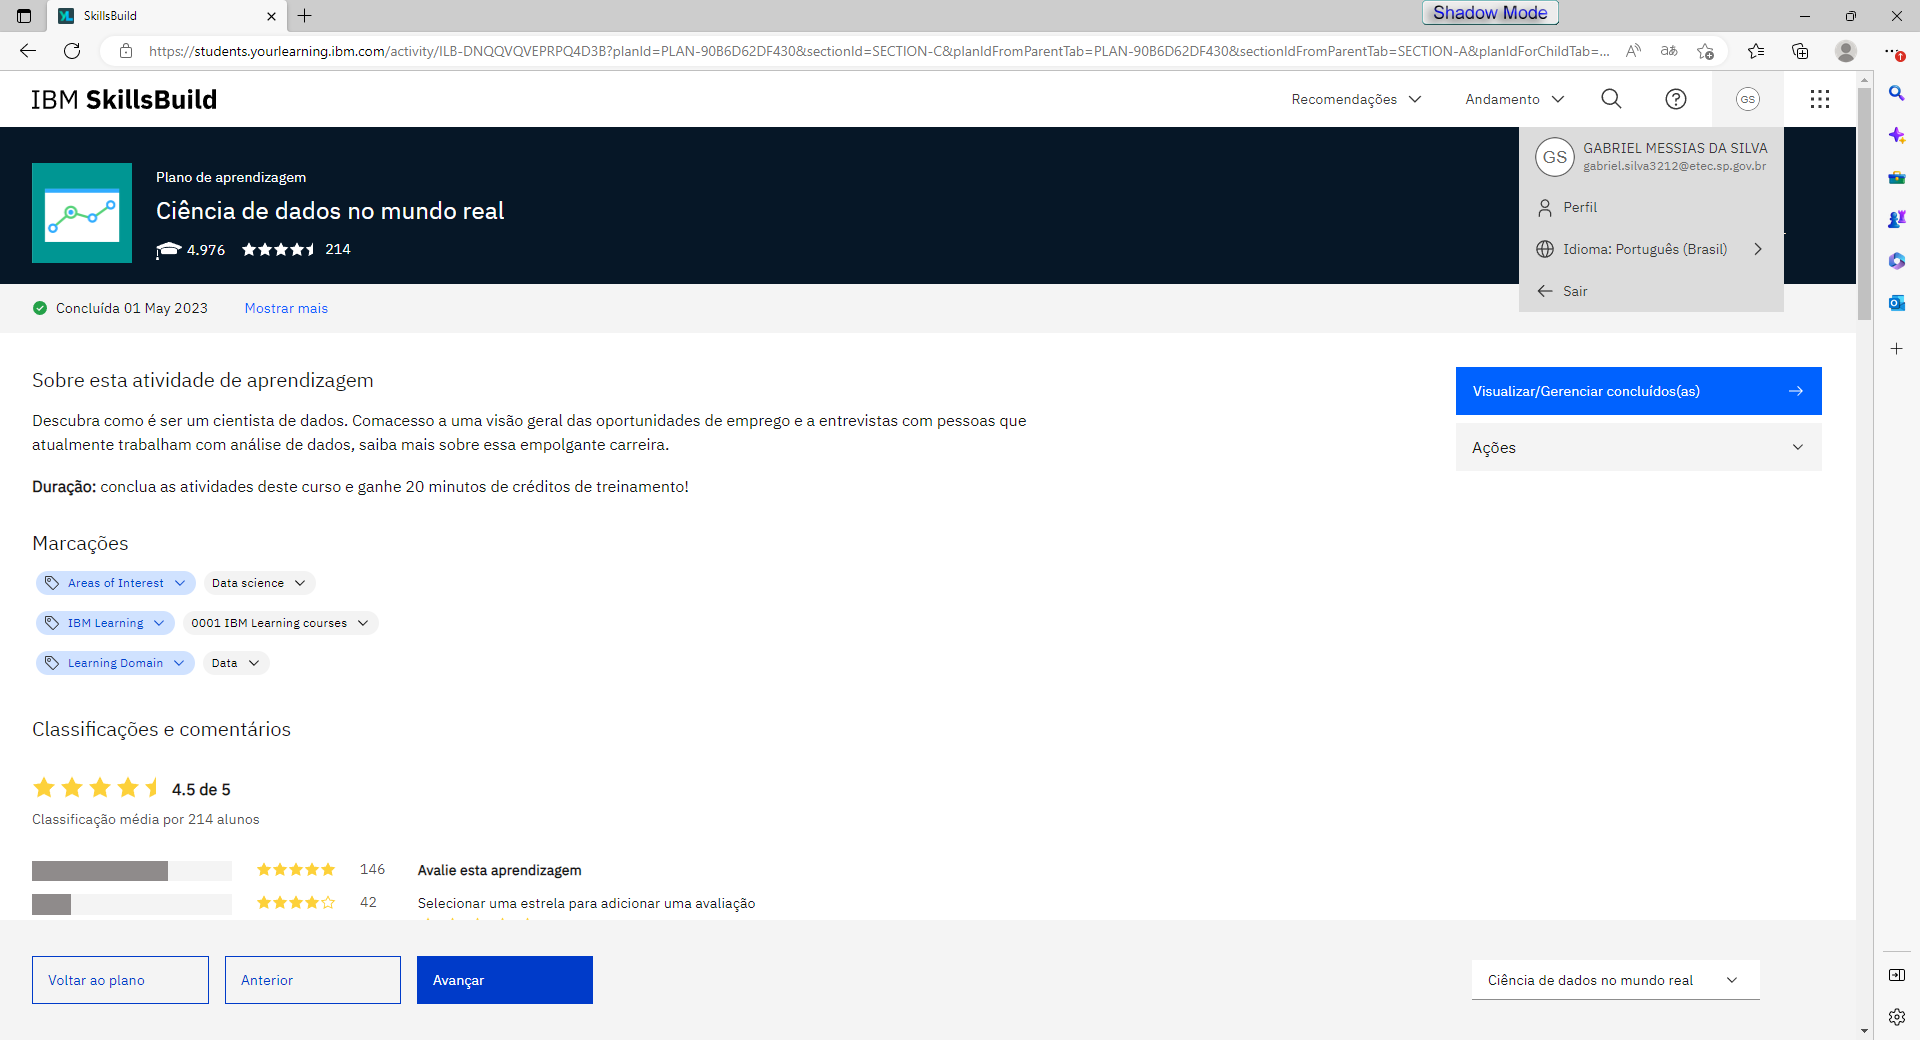 SkillsBuild
Shadow Mode
https://students.yourlearning.ibm.com/activity/ILB-DNQQVQVEPRPQ4D3B?planId=PLAN-90B6D62DF430&sectionId=SECTION-C&planIdFromParentTab=PLAN-90B6D62DF430&sectionIdFromParentTab=SECTION-A&planIdForChildTab=...
IBM SkillsBuild
Recomendações
Andamento
GS
GS
GABRIEL MESSIAS DA SILVA
gabriel.silva3212@etec.sp.gov.br
Perfil
Idioma: Português (Brasil)
Sair
Plano de aprendizagem
Ciência de dados no mundo real
4.976
214
Concluída 01 May 2023
Mostrar mais
Sobre esta atividade de aprendizagem
Descubra como é ser um cientista de dados. Comacesso a uma visão geral das oportunidades de emprego e a entrevistas com pessoas que
atualmente trabalham com análise de dados, saiba mais sobre essa empolgante carreira.
Duração: conclua as atividades deste curso e ganhe 20 minutos de créditos de treinamento!
Visualizar/Gerenciar concluídos(as)
Ações
Marcações
Areas of Interest
Data science
IBM Learning
0001 IBM Learning courses
Learning Domain
Data
Classificações e comentários
4.5 de 5
Classificação média por 214 alunos
146
Avalie esta aprendizagem
42
Selecionar uma estrela para adicionar uma avaliação
Voltar ao plano
Anterior
Avançar
Ciência de dados no mundo real